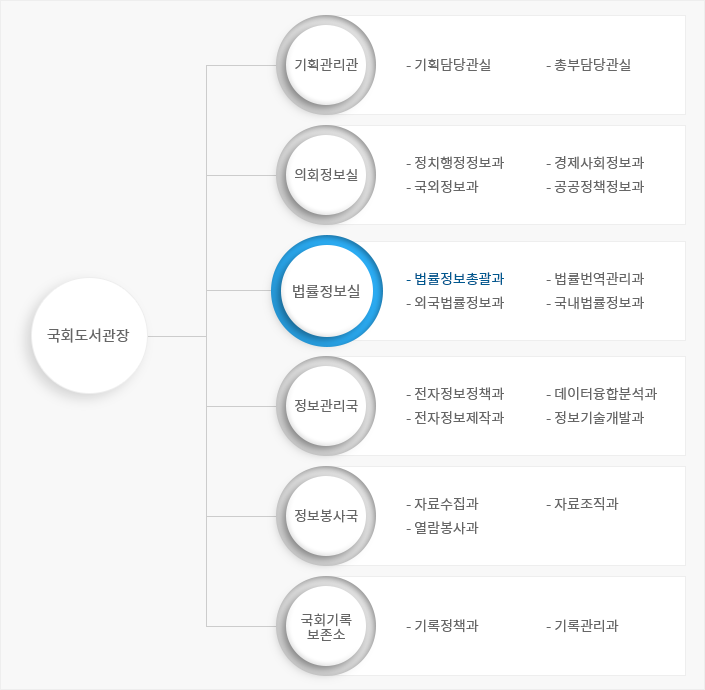 기획관리관
- 기획담당관실 - 총무담당관실
의회정보실
- 정치행정정보과 - 경제사회정보과
- 국외정보과 - 공공정책정보과
법률정보실
- 법률정보총괄과 - 법률번역관리과
- 외국법률정보과 - 국내법률정보과
국회도서관장
정보관리국
- 전자정보정책과 - 데이터융합분석과
- 전자정보제작과 - 정보기술개발과
정보봉사국
- 자료수집과 - 자료조직과
- 열람봉사과
국회기록
보존소
- 기록정책과 - 기록관리과